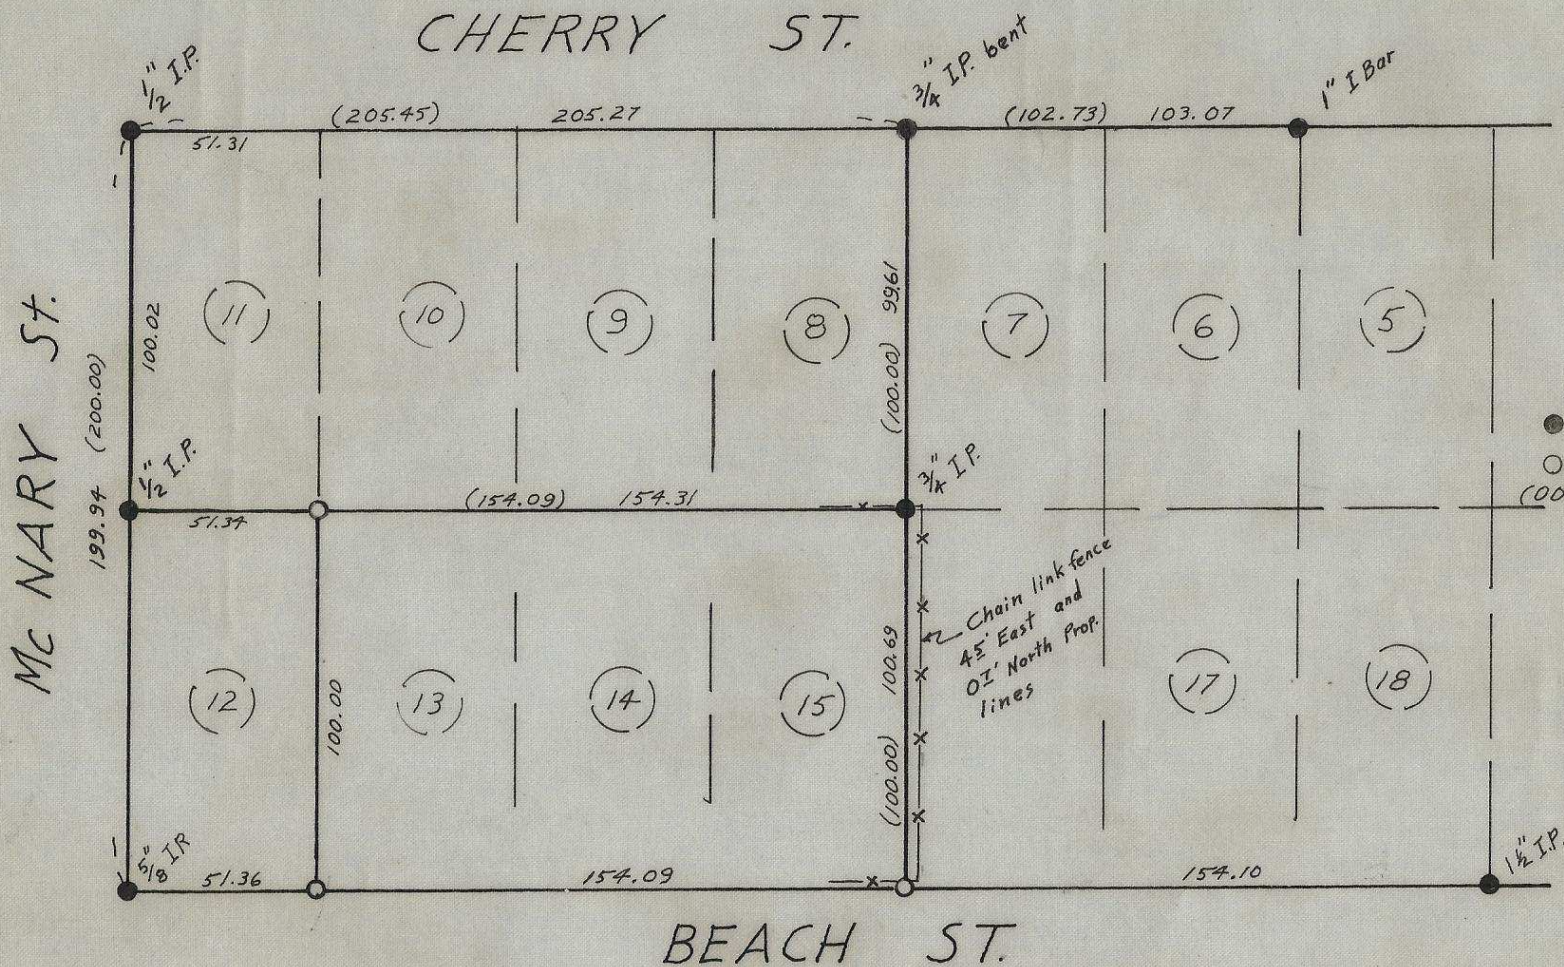 CHERRY ST.
1/2" I.P.
3/4" I.P. bent
1" I Bar
(205.45) 205.27
(102.73) 103.07
51.31
Mc NARY St.
199.94 (200.00)
100.02
11
10
9
8
(100.00) 99.61
7
6
5
1/2" I.P.
51.34
(154.09) 154.31
3/4" I.P.
(00
12
100.00
13
14
15
(100.00) 100.69
Chain link fence
4.5' East and
0.1' North Prop.
lines
17
18
5/8" IR
51.36
154.09
154.10
1 1/2" I.P.
BEACH ST.